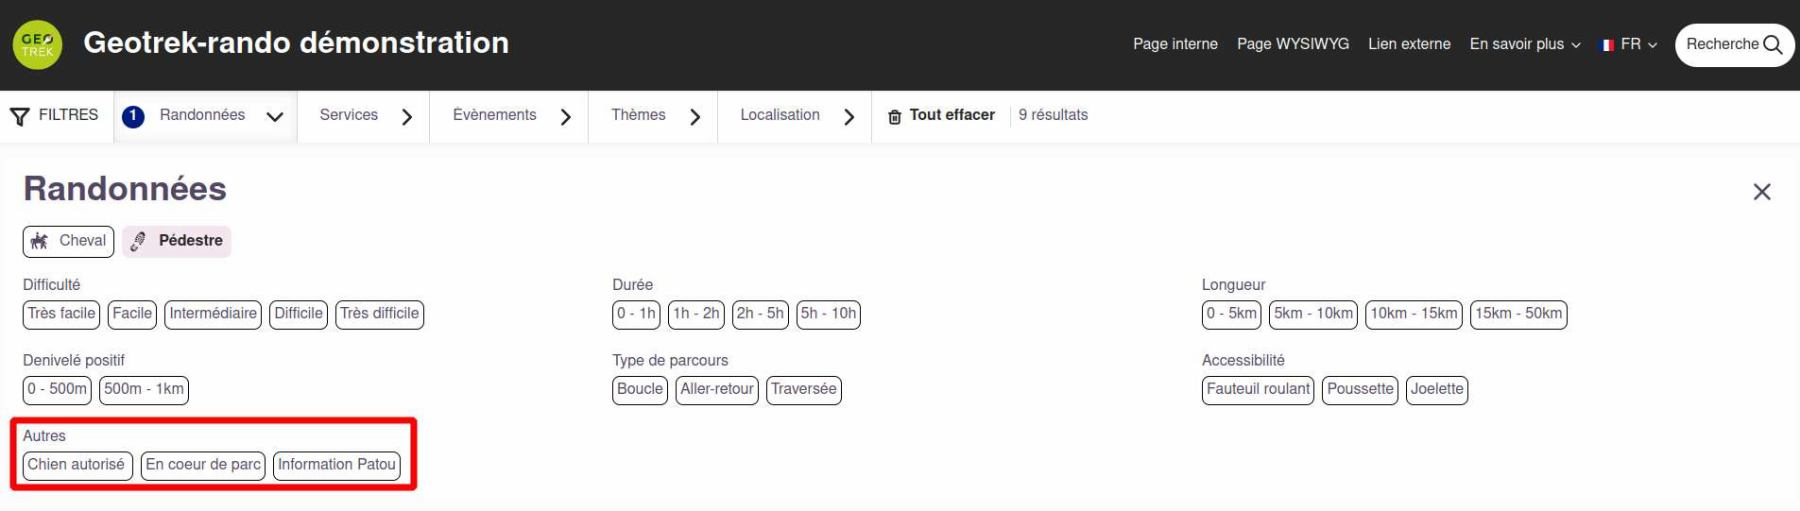 GEO
TREK
Geotrek-rando démonstration
Page interne Page WYSIWYG Lien externe En savoir plus FR Recherche
FILTRES 1 Randonnées Services Évènements Thèmes Localisation Tout effacer 9 résultats
Randonnées
Cheval Pédestre
Difficulté
Très facile Facile Intermédiaire Difficile Très difficile
Durée
0 - 1h 1h - 2h 2h - 5h 5h - 10h
Longueur
0 - 5km 5km - 10km 10km - 15km 15km - 50km
Denivelé positif
0 - 500m 500m - 1km
Type de parcours
Boucle Aller-retour Traversée
Accessibilité
Fauteuil roulant Poussette Joelette
Autres
Chien autorisé En coeur de parc Information Patou